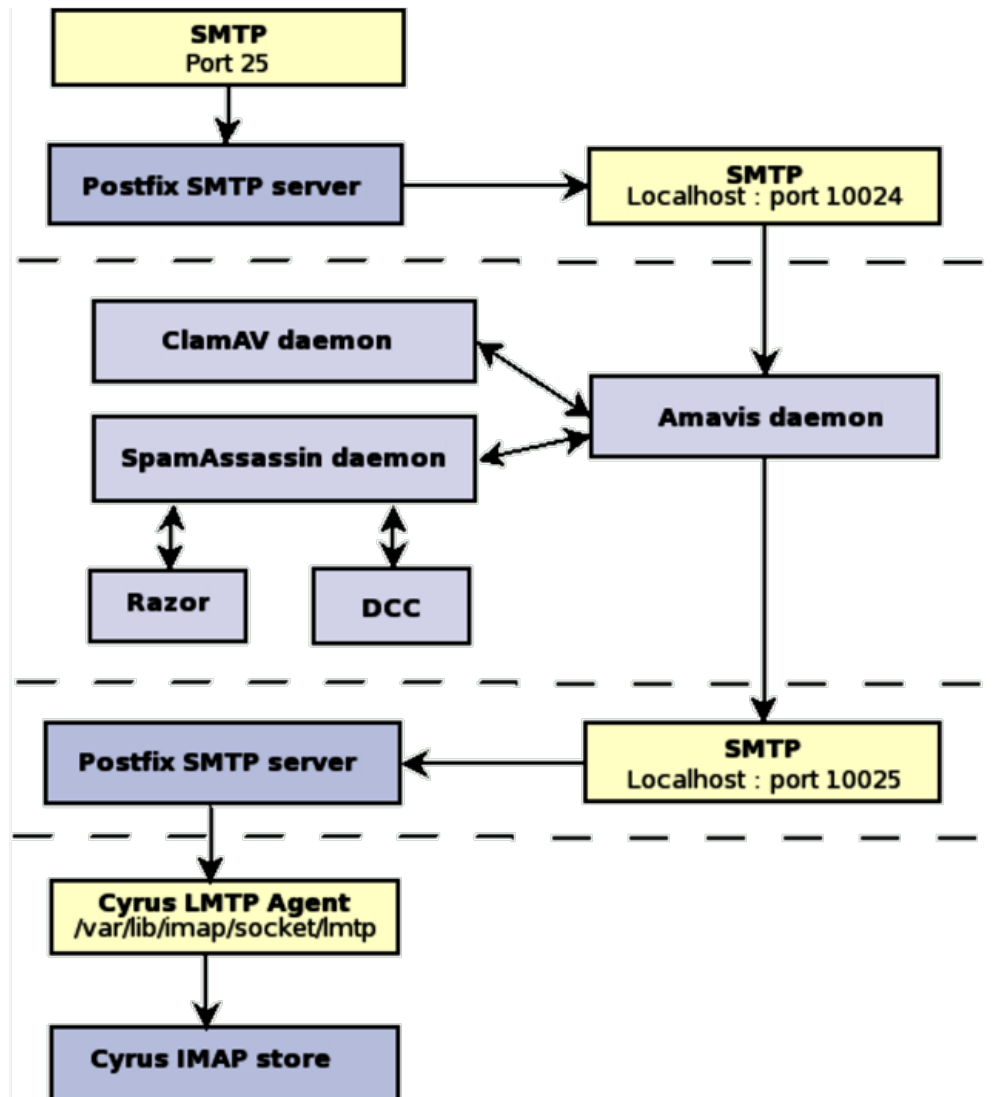 SMTP
Port 25
Postfix SMTP server
SMTP
Localhost : port 10024
ClamAV daemon
Amavis daemon
SpamAssassin daemon
Razor
DCC
Postfix SMTP server
SMTP
Localhost : port 10025
Cyrus LMTP Agent
/var/lib/imap/socket/lmtp
Cyrus IMAP store